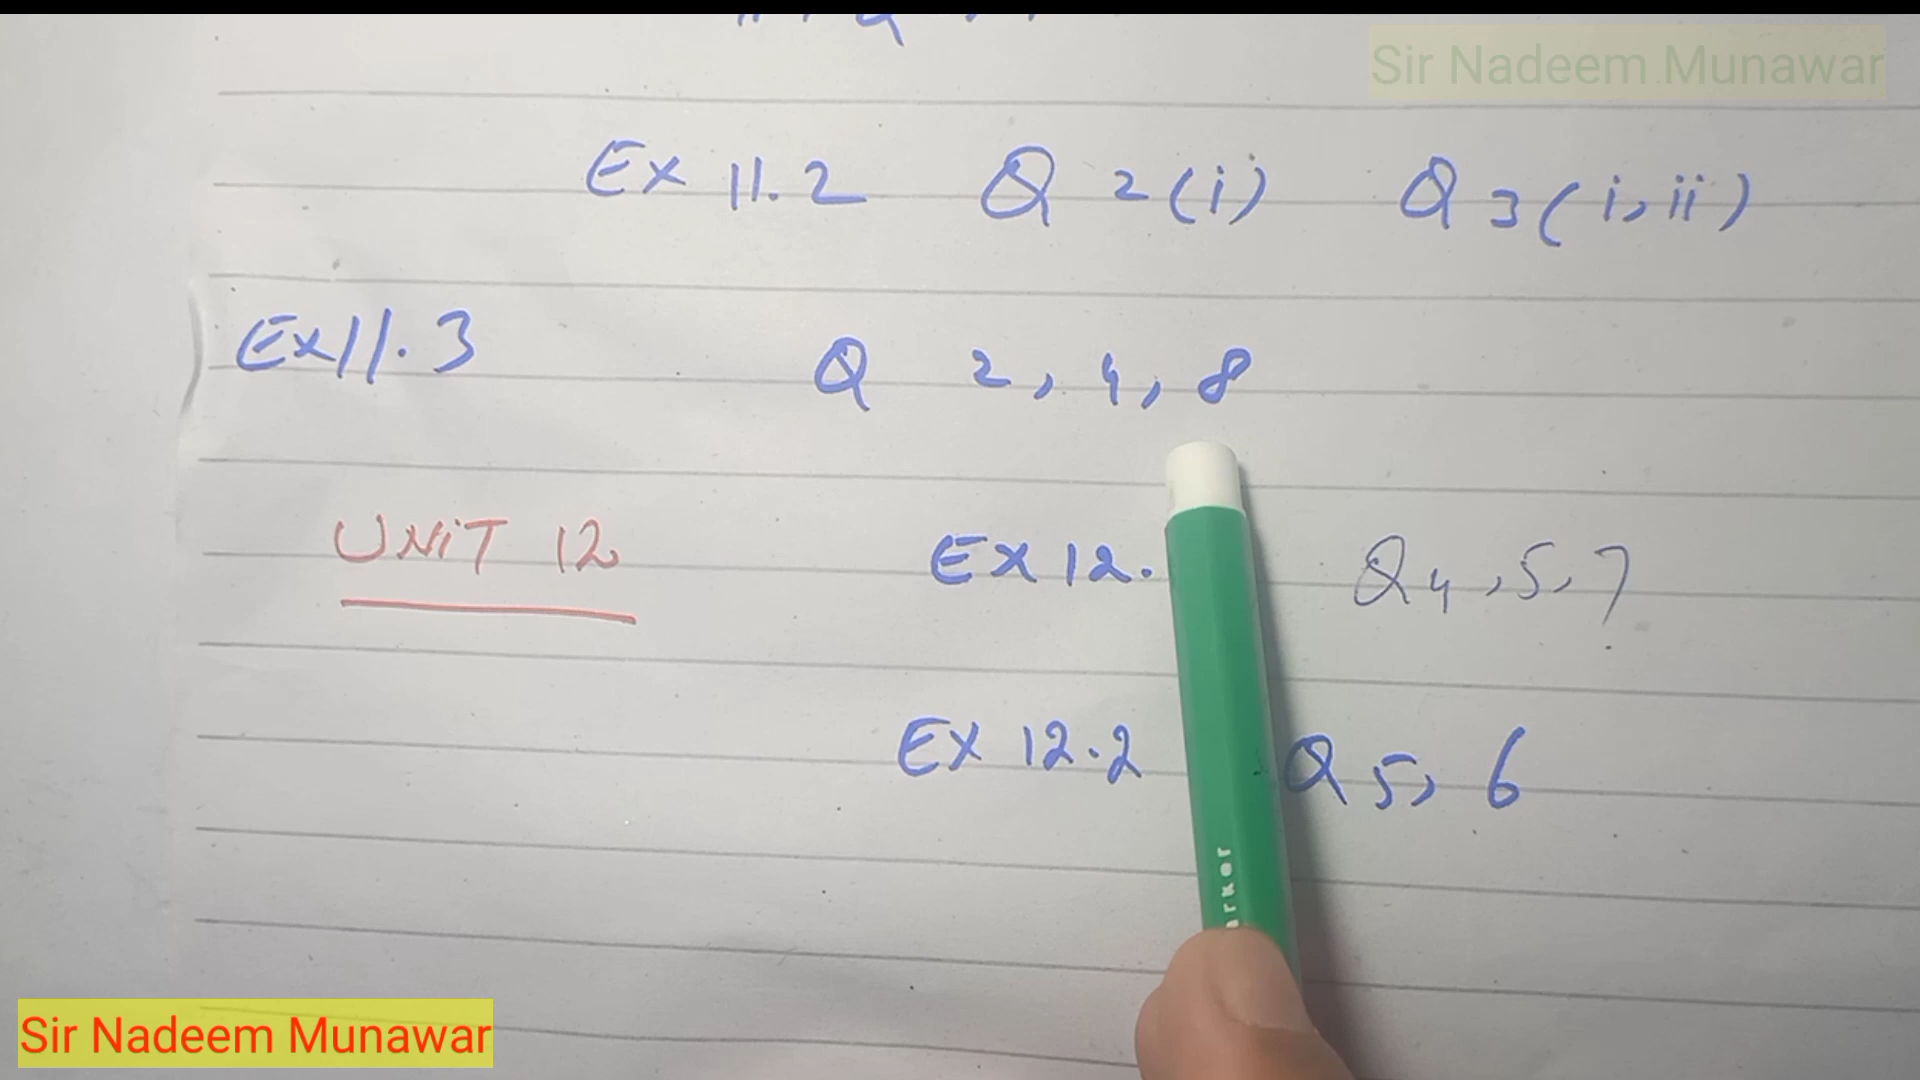 Sir Nadeem Munawar
Ex 11.2 Q 2(i) Q 3(i,ii)
Ex 11.3 Q 2, 4, 8
UNiT 12 Ex 12. Q 4, 5, 7
Ex 12.2 Q 5, 6
arker
Sir Nadeem Munawar